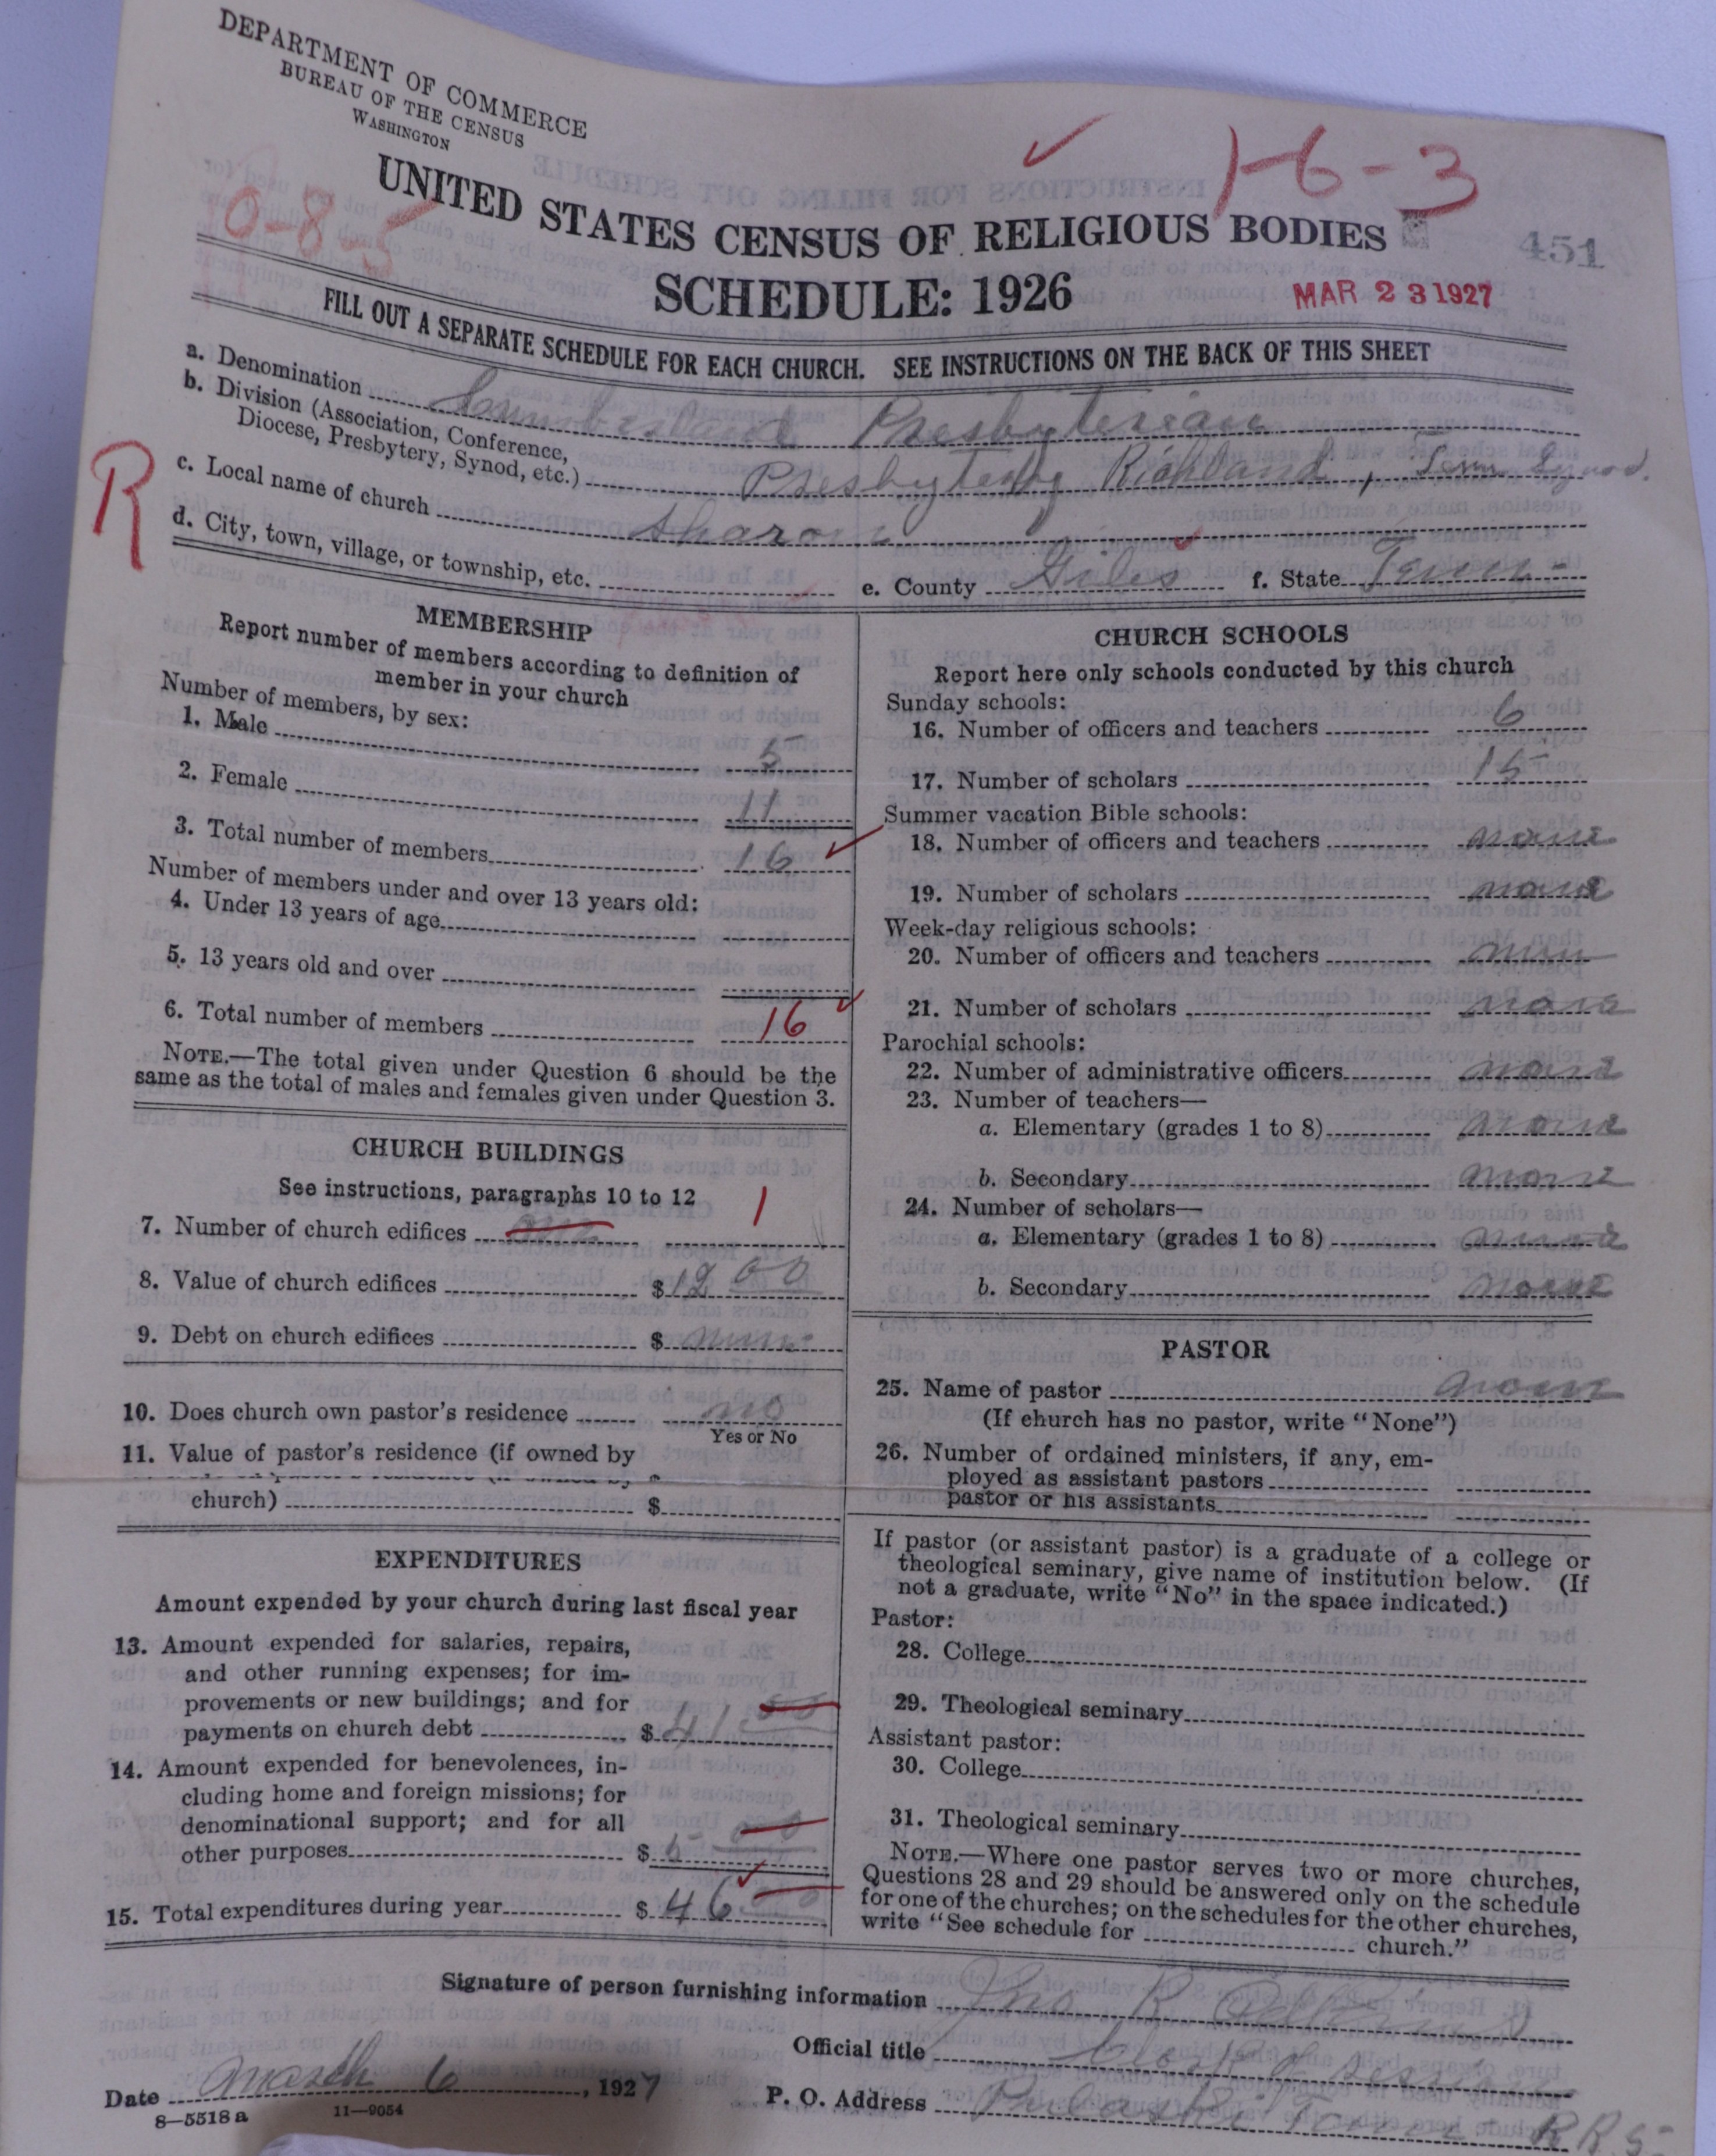 DEPARTMENT OF COMMERCE
BUREAU OF THE CENSUS
WASHINGTON
1-6-3
0-8-5
UNITED STATES CENSUS OF RELIGIOUS BODIES
451
SCHEDULE: 1926
MAR 23 1927
FILL OUT A SEPARATE SCHEDULE FOR EACH CHURCH. SEE INSTRUCTIONS ON THE BACK OF THIS SHEET
a. Denomination Cumberland Presbyterian
b. Division (Association, Conference,
Diocese, Presbytery, Synod, etc.) Presbytery Richland, Tenn Synod.
R
c. Local name of church Sharon
d. City, town, village, or township, etc. e. County Giles f. State Tenn-
MEMBERSHIP
Report number of members according to definition of
member in your church
Number of members, by sex:
1. Male 5
2. Female 11
3. Total number of members 16
Number of members under and over 13 years old:
4. Under 13 years of age
5. 13 years old and over
6. Total number of members 16
NOTE.—The total given under Question 6 should be the
same as the total of males and females given under Question 3.
CHURCH BUILDINGS
See instructions, paragraphs 10 to 12
7. Number of church edifices one 1
8. Value of church edifices $1200
9. Debt on church edifices $ none
10. Does church own pastor's residence no
Yes or No
11. Value of pastor's residence (if owned by
church) $
EXPENDITURES
Amount expended by your church during last fiscal year
13. Amount expended for salaries, repairs,
and other running expenses; for im-
provements or new buildings; and for
payments on church debt $ 41 00
14. Amount expended for benevolences, in-
cluding home and foreign missions; for
denominational support; and for all
other purposes $ 5 00
15. Total expenditures during year $ 46 00
CHURCH SCHOOLS
Report here only schools conducted by this church
Sunday schools:
16. Number of officers and teachers 6
17. Number of scholars 15
Summer vacation Bible schools:
18. Number of officers and teachers none
19. Number of scholars none
Week-day religious schools:
20. Number of officers and teachers none
21. Number of scholars none
Parochial schools:
22. Number of administrative officers none
23. Number of teachers—
a. Elementary (grades 1 to 8) none
b. Secondary none
24. Number of scholars—
a. Elementary (grades 1 to 8) none
b. Secondary none
PASTOR
25. Name of pastor none
(If church has no pastor, write "None")
26. Number of ordained ministers, if any, em-
ployed as assistant pastors
pastor or his assistants
If pastor (or assistant pastor) is a graduate of a college or
theological seminary, give name of institution below. (If
not a graduate, write "No" in the space indicated.)
Pastor:
28. College
29. Theological seminary
Assistant pastor:
30. College
31. Theological seminary
NOTE.—Where one pastor serves two or more churches,
Questions 28 and 29 should be answered only on the schedule
for one of the churches; on the schedules for the other churches,
write "See schedule for church."
Signature of person furnishing information R
Official title Clerk of Session
Date March 6, 1927 P. O. Address Pulaski Tenn R R 5
8—5518 a 11—9054